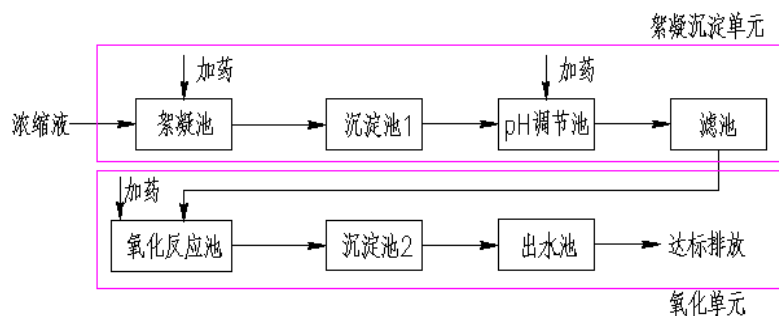 絮凝沉淀单元
加药
加药
浓缩液
絮凝池
沉淀池1
pH调节池
滤池
加药
氧化反应池
沉淀池2
出水池
达标排放
氧化单元